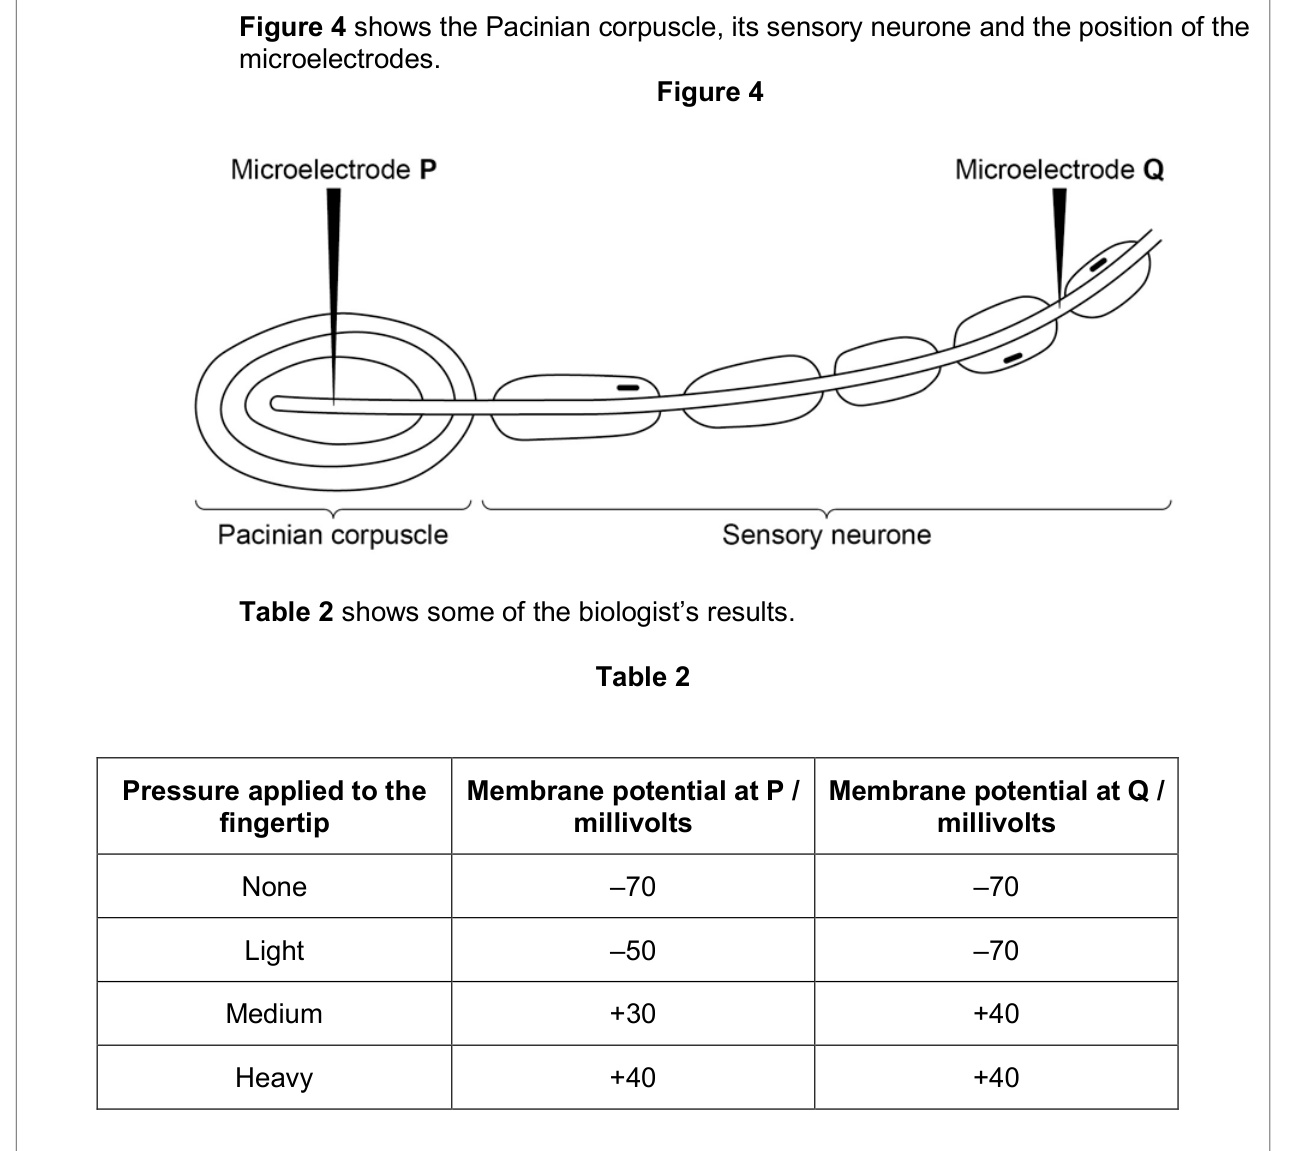 Figure 4 shows the Pacinian corpuscle, its sensory neurone and the position of the
microelectrodes.
Figure 4
Microelectrode P
Microelectrode Q
Pacinian corpuscle
Sensory neurone
Table 2 shows some of the biologist’s results.
Table 2
Pressure applied to the
fingertip
Membrane potential at P /
millivolts
Membrane potential at Q /
millivolts
None
–70
–70
Light
–50
–70
Medium
+30
+40
Heavy
+40
+40